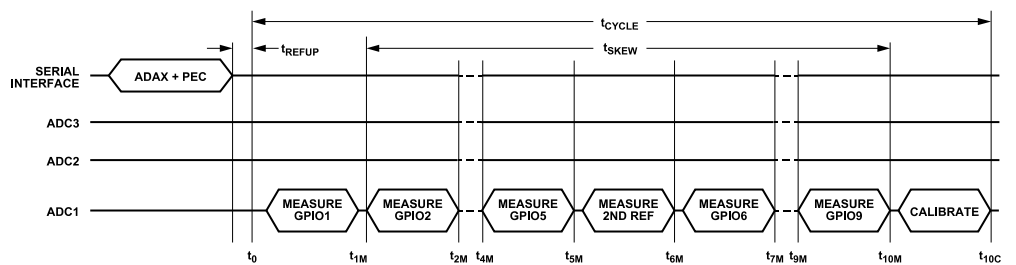 tCYCLE
tREFUP
tSKEW
SERIAL
INTERFACE
ADAX + PEC
ADC3
ADC2
ADC1
MEASURE
GPIO1
MEASURE
GPIO2
MEASURE
GPIO5
MEASURE
2ND REF
MEASURE
GPIO6
MEASURE
GPIO9
CALIBRATE
t0
t1M
t2M
t4M
t5M
t6M
t7M
t9M
t10M
t10C